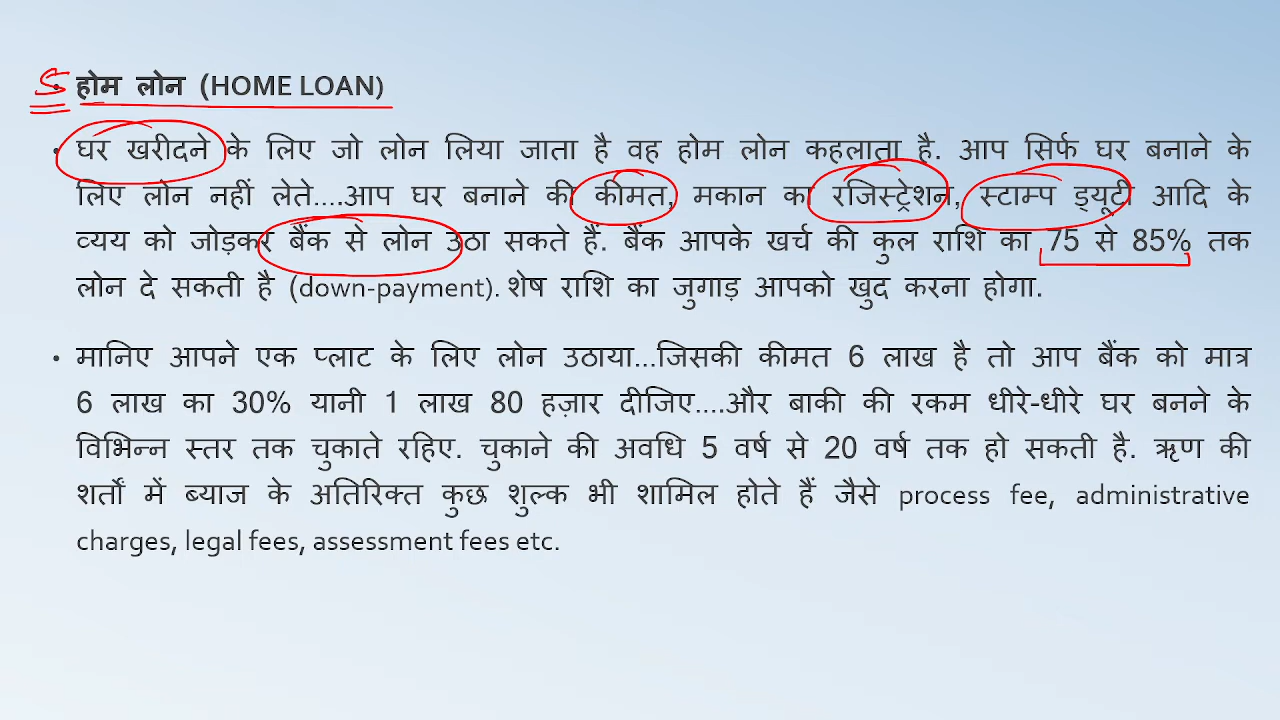 5. होम लोन (HOME LOAN)
• घर खरीदने के लिए जो लोन लिया जाता है वह होम लोन कहलाता है. आप सिर्फ घर बनाने के
लिए लोन नहीं लेते....आप घर बनाने की कीमत, मकान का रजिस्ट्रेशन, स्टाम्प ड्यूटी आदि के
व्यय को जोड़कर बैंक से लोन उठा सकते हैं. बैंक आपके खर्च की कुल राशि का 75 से 85% तक
लोन दे सकती है (down-payment). शेष राशि का जुगाड़ आपको खुद करना होगा.
• मानिए आपने एक प्लाट के लिए लोन उठाया...जिसकी कीमत 6 लाख है तो आप बैंक को मात्र
6 लाख का 30% यानी 1 लाख 80 हज़ार दीजिए....और बाकी की रकम धीरे-धीरे घर बनने के
विभिन्न स्तर तक चुकाते रहिए. चुकाने की अवधि 5 वर्ष से 20 वर्ष तक हो सकती है. ऋण की
शर्तों में ब्याज के अतिरिक्त कुछ शुल्क भी शामिल होते हैं जैसे process fee, administrative
charges, legal fees, assessment fees etc.